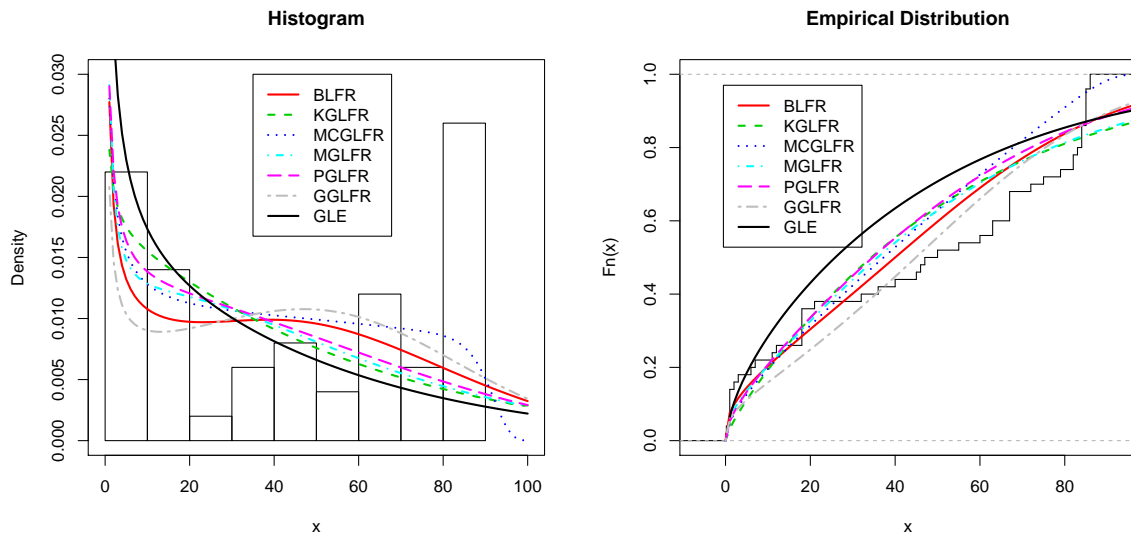 Histogram
Density
0.030
0.025
0.020
0.015
0.010
0.005
0.000
BLFR
KGLFR
MCGLFR
MGLFR
PGLFR
GGLFR
GLE
0 20 40 60 80 100
x
Empirical Distribution
Fn(x)
1.0
0.8
0.6
0.4
0.2
0.0
BLFR
KGLFR
MCGLFR
MGLFR
PGLFR
GGLFR
GLE
0 20 40 60 80
x